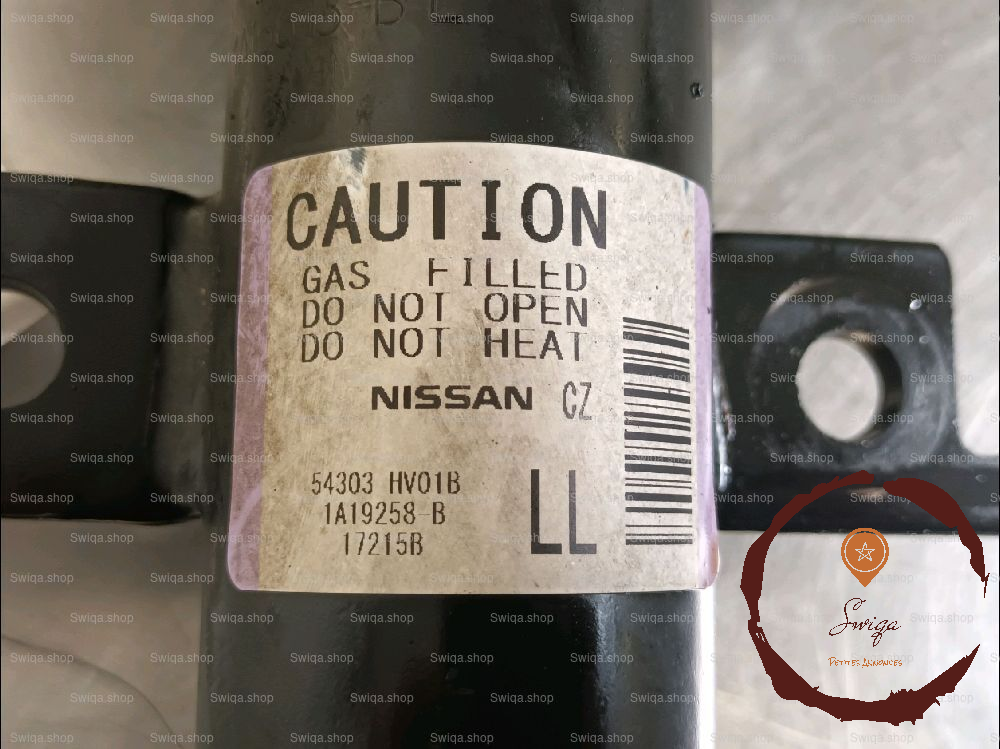 CAUTION
GAS FILLED
DO NOT OPEN
DO NOT HEAT
NISSAN CZ
54303 HV01B
1A19258-B
17215B
LL
Swiqa
PETITES ANNONCES
Swiqa.shop